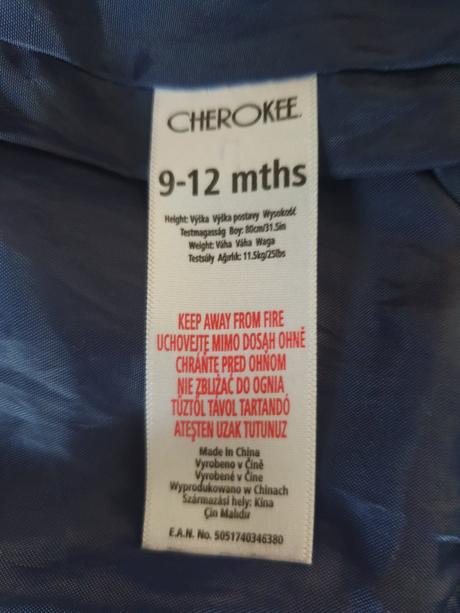 CHEROKEE
9-12 mths
Height: Výška Výška postavy Wysokość
Testmagasság Boy: 80cm/31.5in
Weight: Váha Váha Waga
Testsúly Ağırlık: 11.5kg/25lbs
KEEP AWAY FROM FIRE
UCHOVEJTE MIMO DOSAH OHNĚ
CHRÁŇTE PRED OHŇOM
NIE ZBLIŻAĆ DO OGNIA
TŰZTŐL TÁVOL TARTANDÓ
ATEŞTEN UZAK TUTUNUZ
Made in China
Vyrobeno v Číně
Vyrobené v Číne
Wyprodukowano w Chinach
Származási hely: Kína
Çin Malıdır
E.A.N. No. 5051740346380